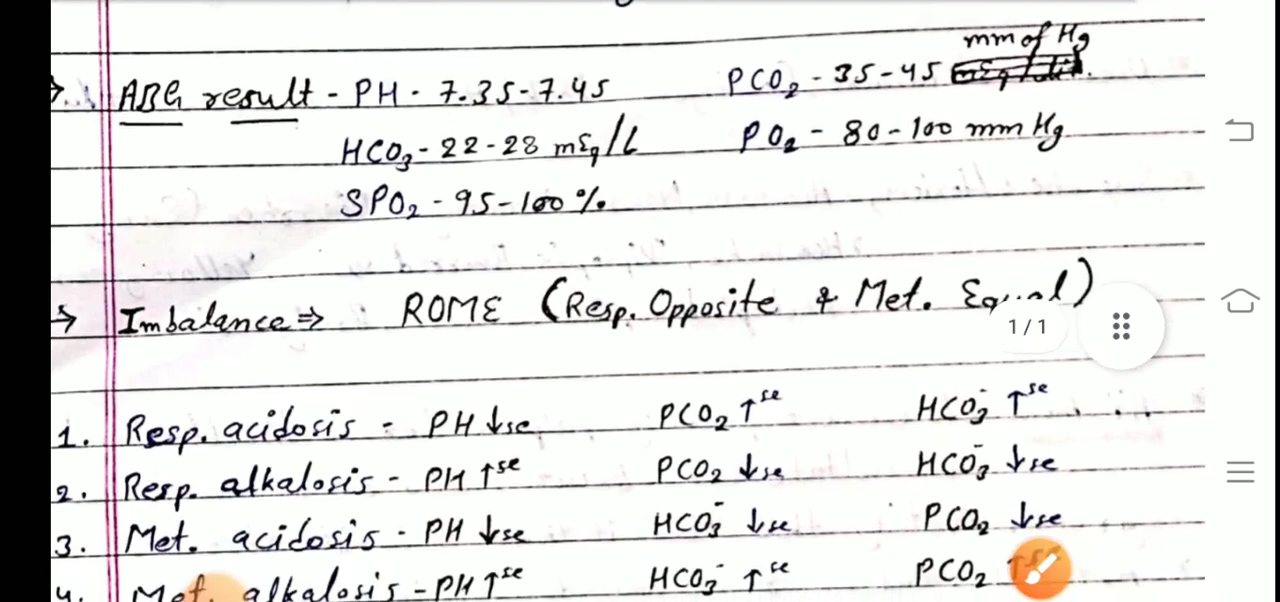 → ABG result - PH - 7.35-7.45 PCO₂ - 35-45 mm of Hg
HCO₃ - 22-28 mEq/L PO₂ - 80-100 mm Hg
SPO₂ - 95-100 %
→ Imbalance ⇒ ROME (Resp. Opposite & Met. Equal)
1 / 1
1. Resp. acidosis - PH ↓se PCO₂ ↑se HCO₃⁻ ↑se
2. Resp. alkalosis - PH ↑se PCO₂ ↓se HCO₃⁻ ↓se
3. Met. acidosis - PH ↓se HCO₃⁻ ↓se PCO₂ ↓se
4. Met. alkalosis - PH ↑se HCO₃⁻ ↑se PCO₂ ↑se